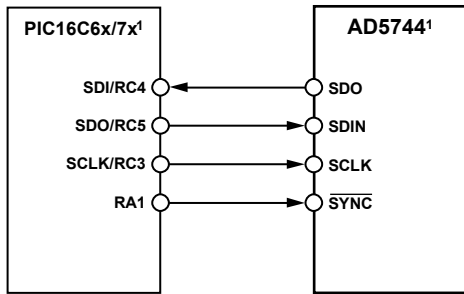 PIC16C6x/7x¹
AD5744¹
SDI/RC4
SDO
SDO/RC5
SDIN
SCLK/RC3
SCLK
RA1
SYNC